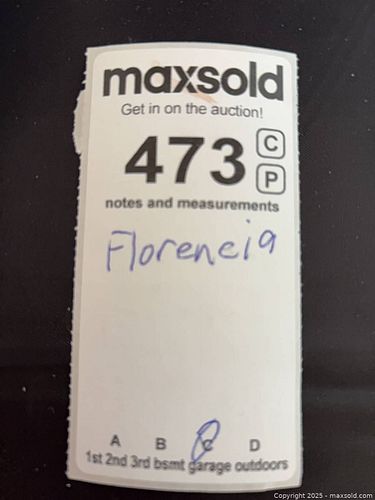 maxsold
Get in on the auction!
473 C
P
notes and measurements
Florencia
A B C D
1st 2nd 3rd bsmt garage outdoors
Copyright 2025 - maxsold.com